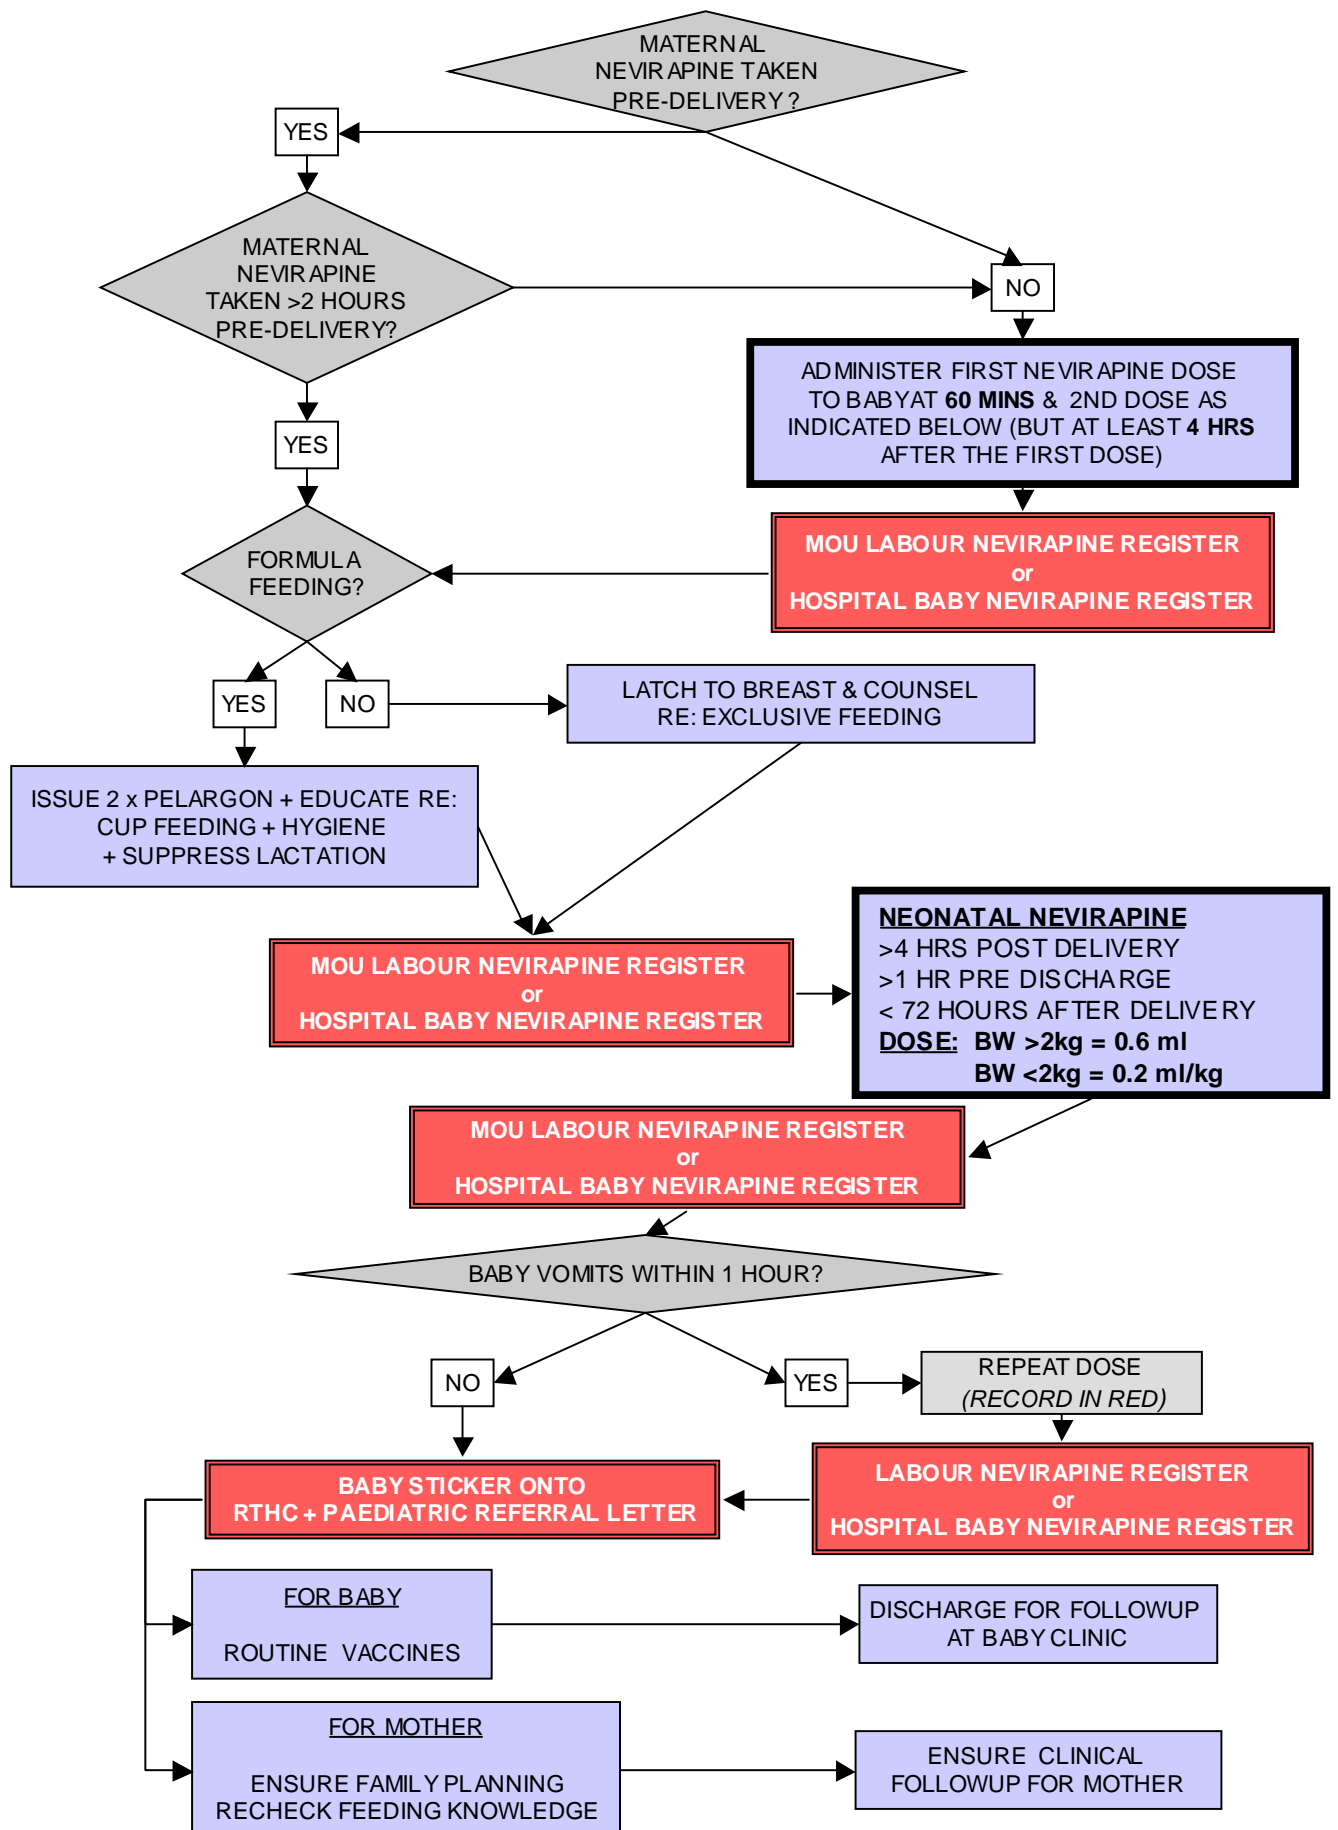 MATERNAL
NEVIRAPINE TAKEN
PRE-DELIVERY ?
YES
MATERNAL
NEVIRAPINE
TAKEN >2 HOURS
PRE-DELIVERY?
NO
ADMINISTER FIRST NEVIRAPINE DOSE
TO BABYAT 60 MINS & 2ND DOSE AS
INDICATED BELOW (BUT AT LEAST 4 HRS
AFTER THE FIRST DOSE)
YES
MOU LABOUR NEVIRAPINE REGISTER
or
HOSPITAL BABY NEVIRAPINE REGISTER
FORMULA
FEEDING?
YES
NO
LATCH TO BREAST & COUNSEL
RE: EXCLUSIVE FEEDING
ISSUE 2 x PELARGON + EDUCATE RE:
CUP FEEDING + HYGIENE
+ SUPPRESS LACTATION
MOU LABOUR NEVIRAPINE REGISTER
or
HOSPITAL BABY NEVIRAPINE REGISTER
NEONATAL NEVIRAPINE
>4 HRS POST DELIVERY
>1 HR PRE DISCHARGE
< 72 HOURS AFTER DELIVERY
DOSE: BW >2kg = 0.6 ml
BW <2kg = 0.2 ml/kg
MOU LABOUR NEVIRAPINE REGISTER
or
HOSPITAL BABY NEVIRAPINE REGISTER
BABY VOMITS WITHIN 1 HOUR?
NO
YES
REPEAT DOSE
(RECORD IN RED)
LABOUR NEVIRAPINE REGISTER
or
HOSPITAL BABY NEVIRAPINE REGISTER
BABY STICKER ONTO
RTHC + PAEDIATRIC REFERRAL LETTER
FOR BABY
ROUTINE VACCINES
DISCHARGE FOR FOLLOWUP
AT BABY CLINIC
FOR MOTHER
ENSURE FAMILY PLANNING
RECHECK FEEDING KNOWLEDGE
ENSURE CLINICAL
FOLLOWUP FOR MOTHER